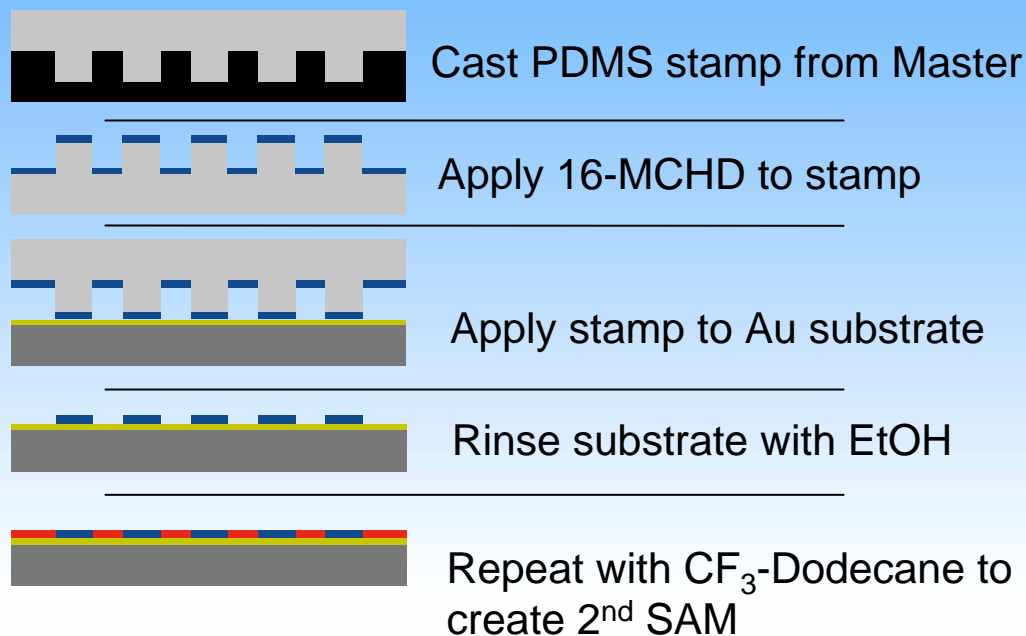 Cast PDMS stamp from Master
Apply 16-MCHD to stamp
Apply stamp to Au substrate
Rinse substrate with EtOH
Repeat with CF₃-Dodecane to
create 2ⁿᵈ SAM